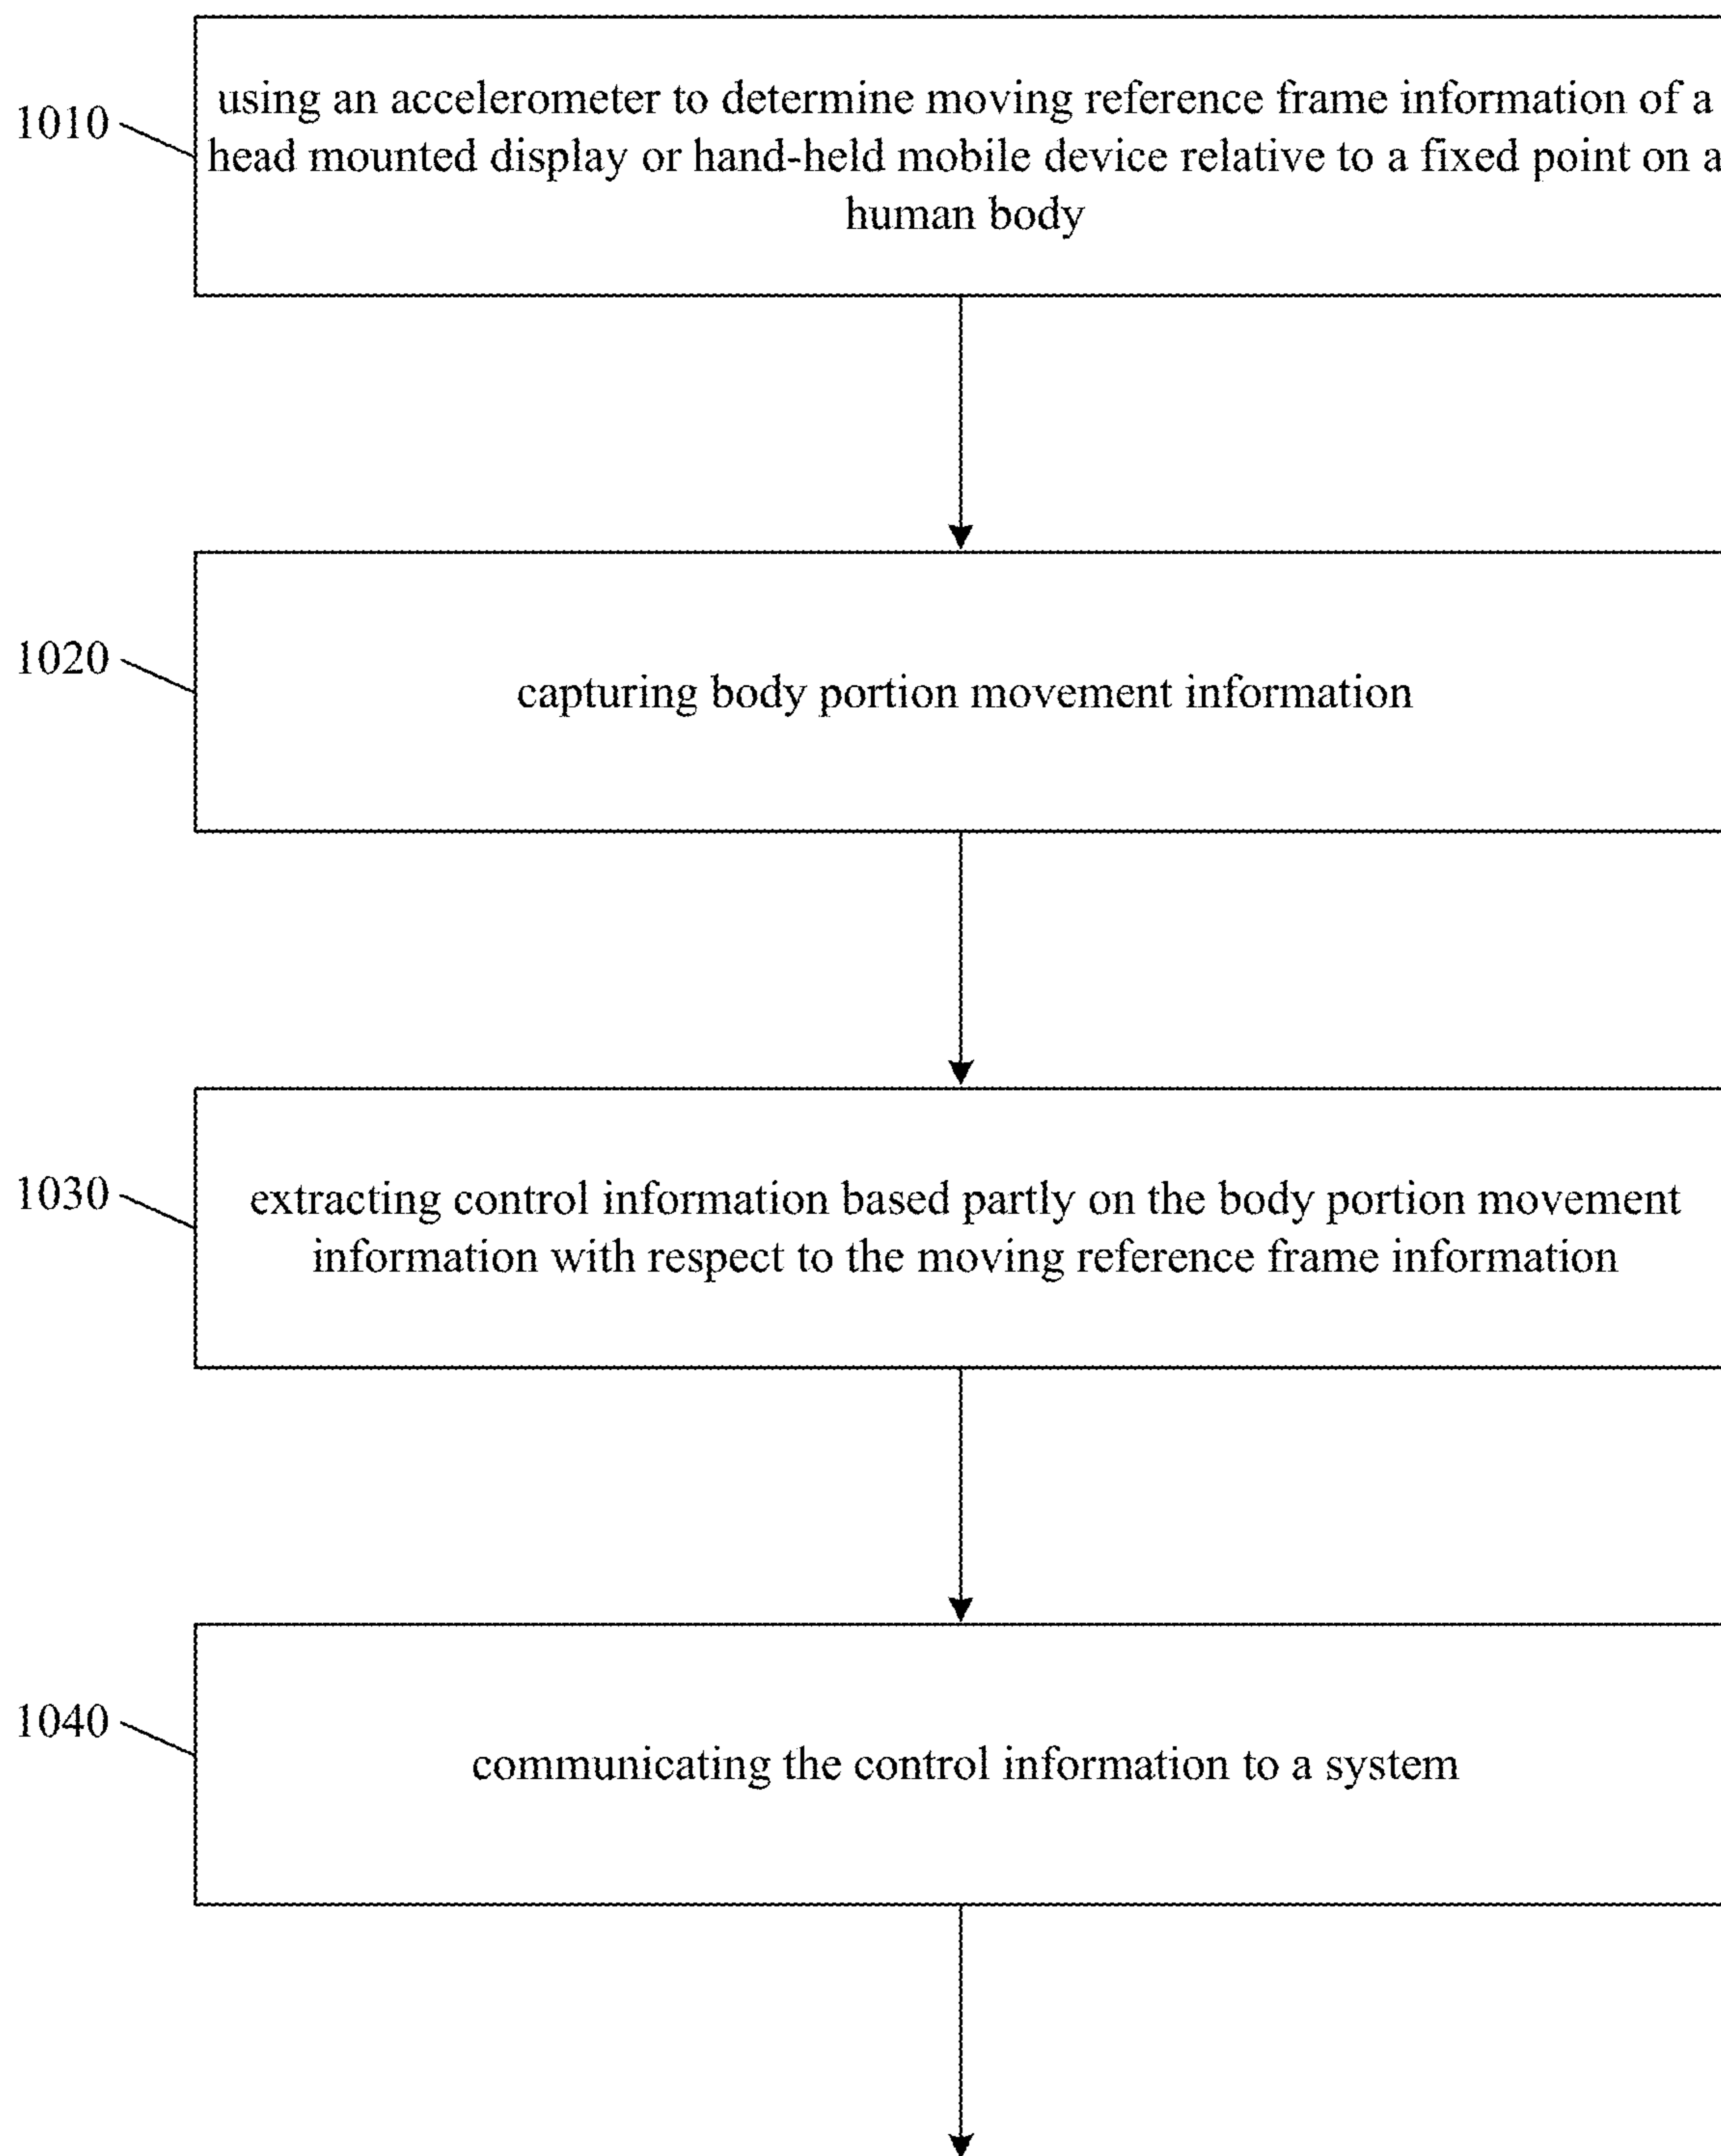 1010
using an accelerometer to determine moving reference frame information of a
head mounted display or hand-held mobile device relative to a fixed point on a
human body
1020
capturing body portion movement information
1030
extracting control information based partly on the body portion movement
information with respect to the moving reference frame information
1040
communicating the control information to a system